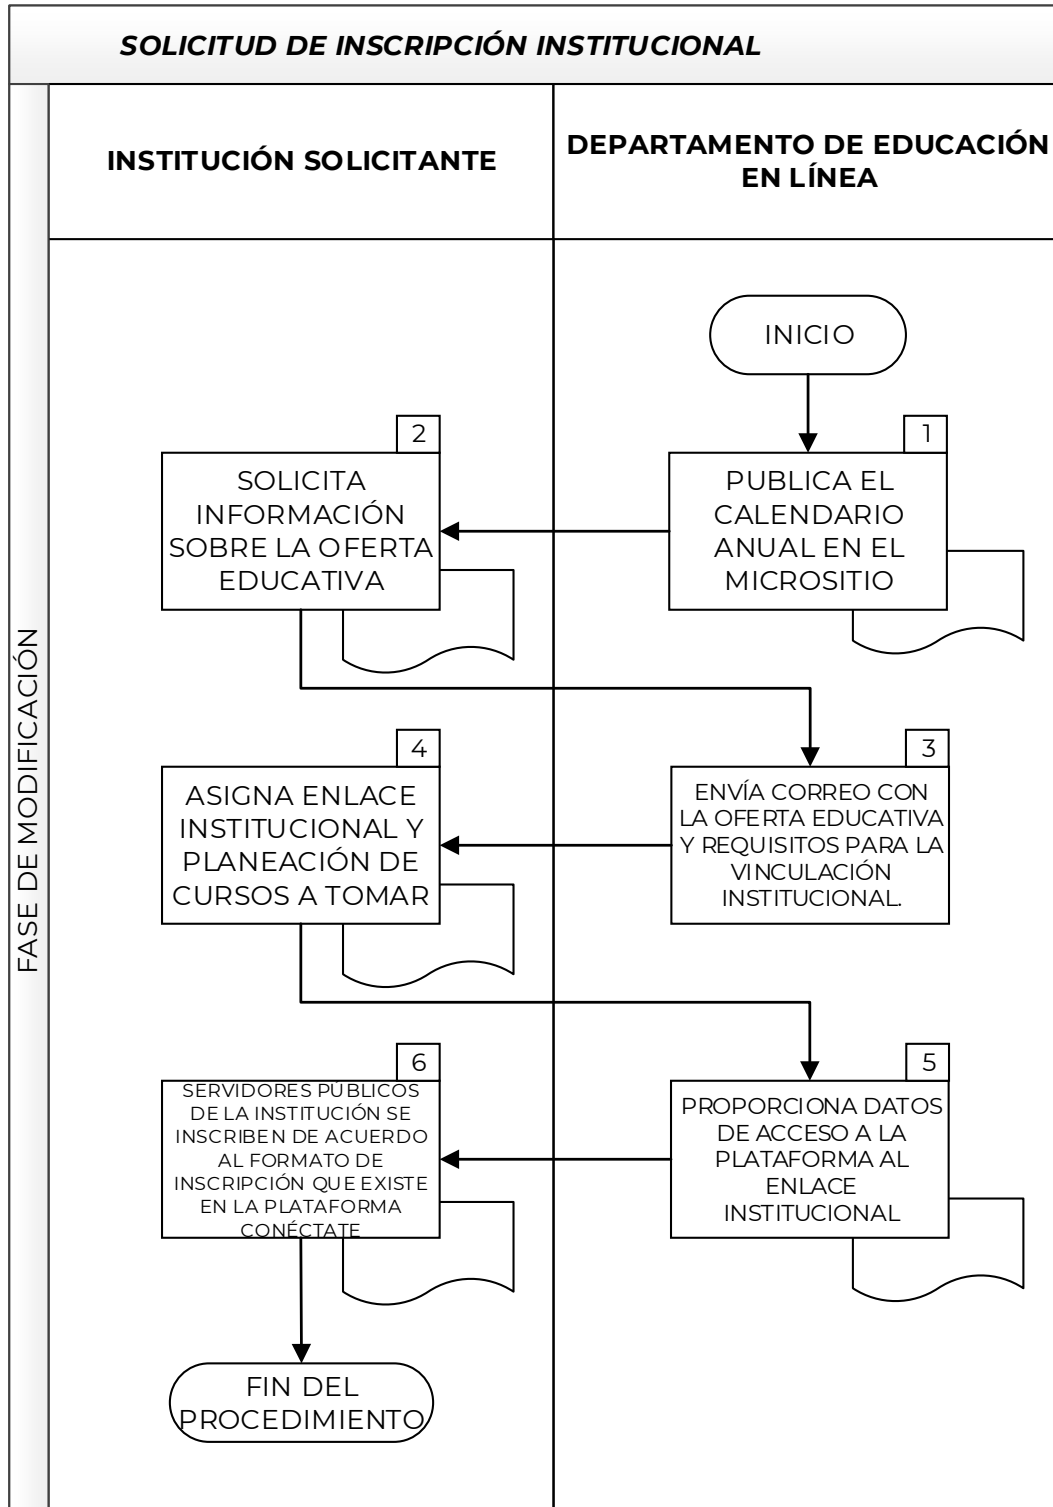 SOLICITUD DE INSCRIPCIÓN INSTITUCIONAL
INSTITUCIÓN SOLICITANTE
DEPARTAMENTO DE EDUCACIÓN
EN LÍNEA
FASE DE MODIFICACIÓN
INICIO
1
PUBLICA EL
CALENDARIO
ANUAL EN EL
MICROSITIO
2
SOLICITA
INFORMACIÓN
SOBRE LA OFERTA
EDUCATIVA
3
ENVÍA CORREO CON
LA OFERTA EDUCATIVA
Y REQUISITOS PARA LA
VINCULACIÓN
INSTITUCIONAL.
4
ASIGNA ENLACE
INSTITUCIONAL Y
PLANEACIÓN DE
CURSOS A TOMAR
5
PROPORCIONA DATOS
DE ACCESO A LA
PLATAFORMA AL
ENLACE
INSTITUCIONAL
6
SERVIDORES PÚBLICOS
DE LA INSTITUCIÓN SE
INSCRIBEN DE ACUERDO
AL FORMATO DE
INSCRIPCIÓN QUE EXISTE
EN LA PLATAFORMA
CONÉCTATE
FIN DEL
PROCEDIMIENTO